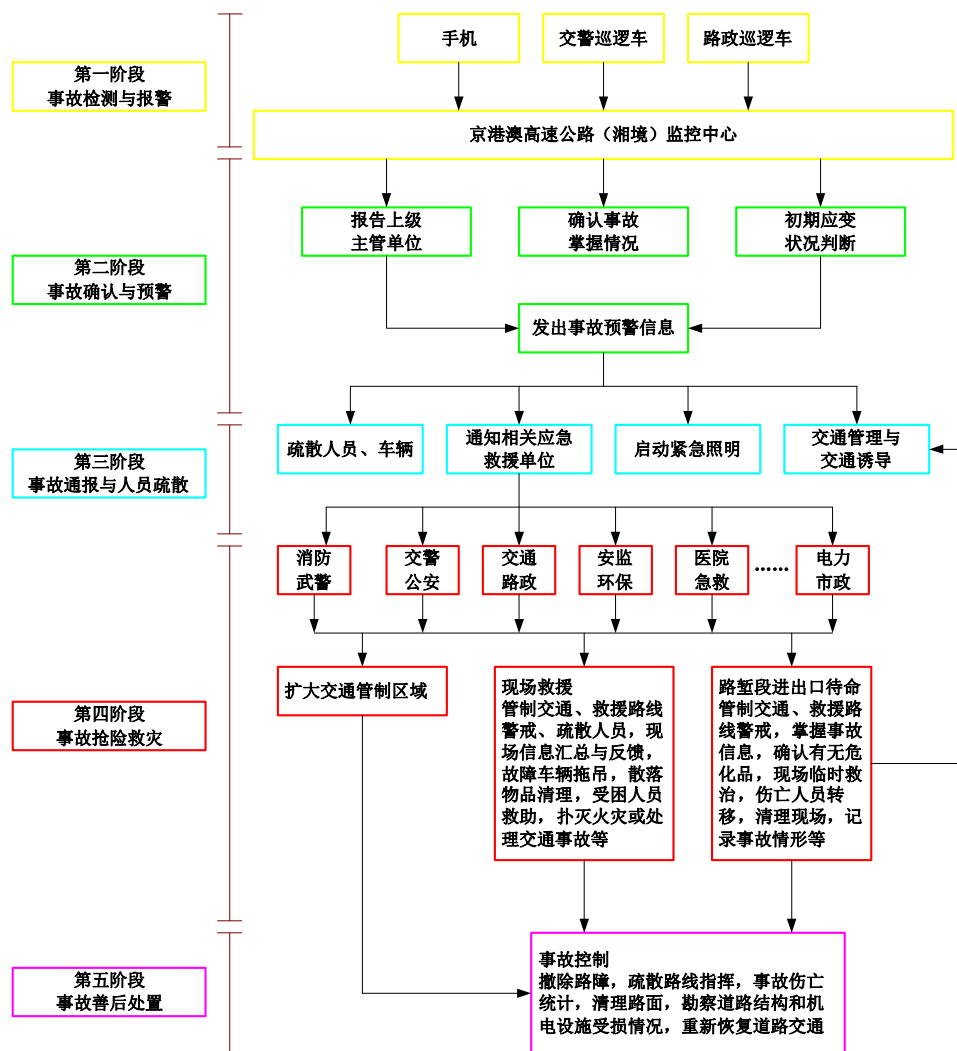 手机
交警巡逻车
路政巡逻车
第一阶段
事故检测与报警
京港澳高速公路（湘境）监控中心
报告上级
主管单位
确认事故
掌握情况
初期应变
状况判断
第二阶段
事故确认与预警
发出事故预警信息
疏散人员、车辆
通知相关应急
救援单位
启动紧急照明
交通管理与
交通诱导
第三阶段
事故通报与人员疏散
消防
武警
交警
公安
交通
路政
安监
环保
医院
急救
……
电力
市政
扩大交通管制区域
现场救援
管制交通、救援路线
警戒、疏散人员，现
场信息汇总与反馈，
故障车辆拖吊，散落
物品清理，受困人员
救助，扑灭火灾或处
理交通事故等
路堑段进出口待命
管制交通、救援路
线警戒，掌握事故
信息，确认有无危
化品，现场临时救
治，伤亡人员转
移，清理现场，记
录事故情形等
第四阶段
事故抢险救灾
事故控制
撤除路障，疏散路线指挥，事故伤亡
统计，清理路面，勘察道路结构和机
电设施受损情况，重新恢复道路交通
第五阶段
事故善后处置